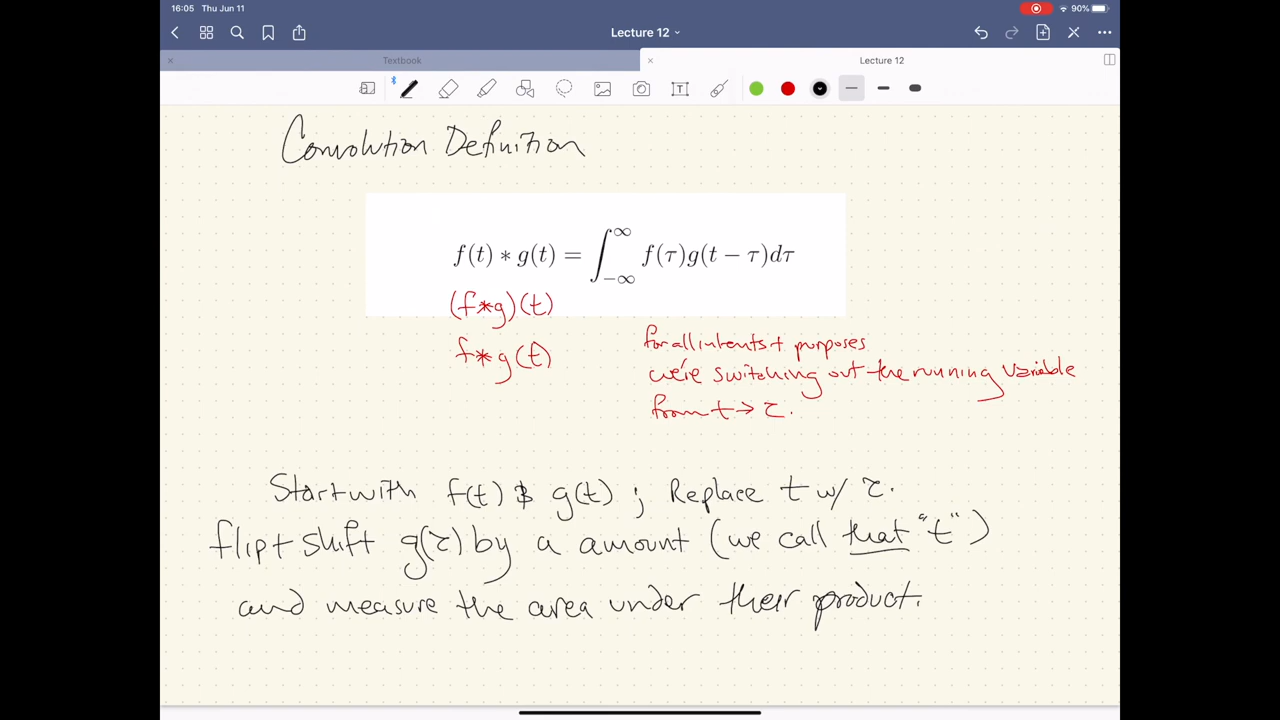 16:05 Thu Jun 11
90%
Lecture 12
Textbook
Lecture 12
T
Convolution Definition
f(t) ∗ g(t) = ∫_{−∞}^{∞} f(τ)g(t − τ)dτ
(f*g)(t)
f*g(t)
for all intents + purposes
we're switching out the running variable
from t → τ.
Start with f(t) & g(t) ; Replace t w/ τ.
flip + shift g(τ) by a amount (we call that "t")
and measure the area under their product.